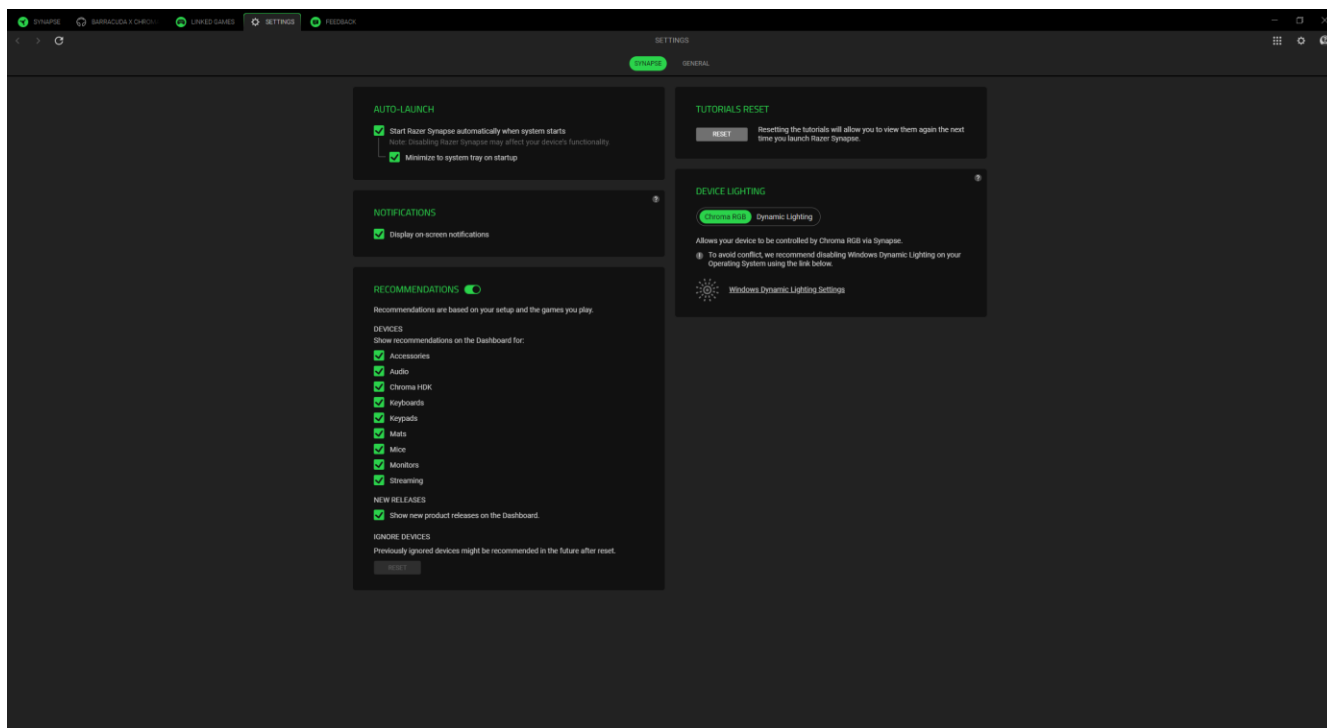 SYNAPSE
BARRACUDA X CHROM
LINKED GAMES
SETTINGS
FEEDBACK
SETTINGS
SYNAPSE
GENERAL
AUTO-LAUNCH
Start Razer Synapse automatically when system starts
Note: Disabling Razer Synapse may affect your device's functionality.
Minimize to system tray on startup
NOTIFICATIONS
Display on-screen notifications
RECOMMENDATIONS
Recommendations are based on your setup and the games you play.
DEVICES
Show recommendations on the Dashboard for:
Accessories
Audio
Chroma HDK
Keyboards
Keypads
Mats
Mice
Monitors
Streaming
NEW RELEASES
Show new product releases on the Dashboard.
IGNORE DEVICES
Previously ignored devices might be recommended in the future after reset.
RESET
TUTORIALS RESET
RESET
Resetting the tutorials will allow you to view them again the next
time you launch Razer Synapse.
DEVICE LIGHTING
Chroma RGB
Dynamic Lighting
Allows your device to be controlled by Chroma RGB via Synapse.
To avoid conflict, we recommend disabling Windows Dynamic Lighting on your
Operating System using the link below.
Windows Dynamic Lighting Settings